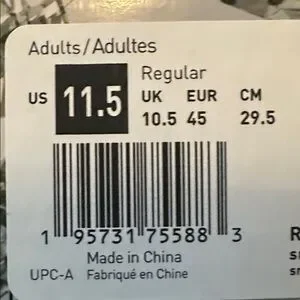 Adults/Adultes
Regular
US 11.5 UK EUR CM
10.5 45 29.5
1 95731 75588 3
Made in China
UPC-A Fabriqué en Chine